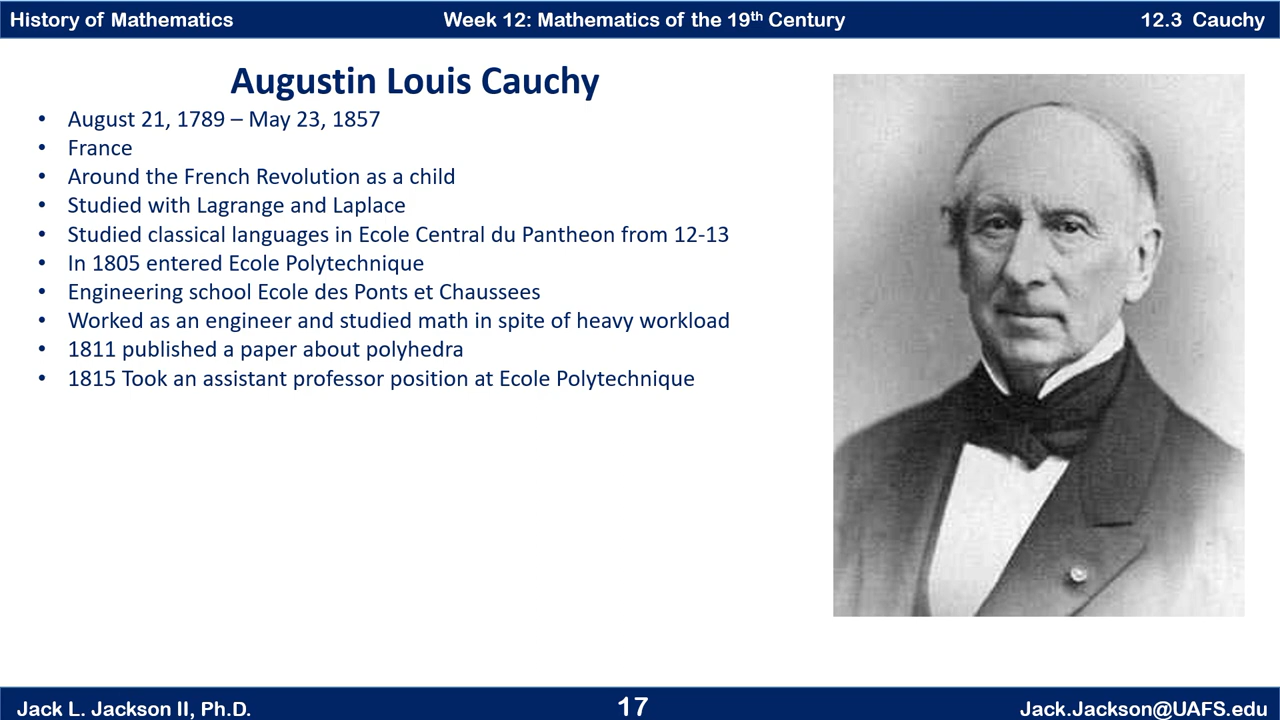 History of Mathematics
Week 12: Mathematics of the 19th Century
12.3 Cauchy
Augustin Louis Cauchy
• August 21, 1789 – May 23, 1857
• France
• Around the French Revolution as a child
• Studied with Lagrange and Laplace
• Studied classical languages in Ecole Central du Pantheon from 12-13
• In 1805 entered Ecole Polytechnique
• Engineering school Ecole des Ponts et Chaussees
• Worked as an engineer and studied math in spite of heavy workload
• 1811 published a paper about polyhedra
• 1815 Took an assistant professor position at Ecole Polytechnique
Jack L. Jackson II, Ph.D.
17
Jack.Jackson@UAFS.edu